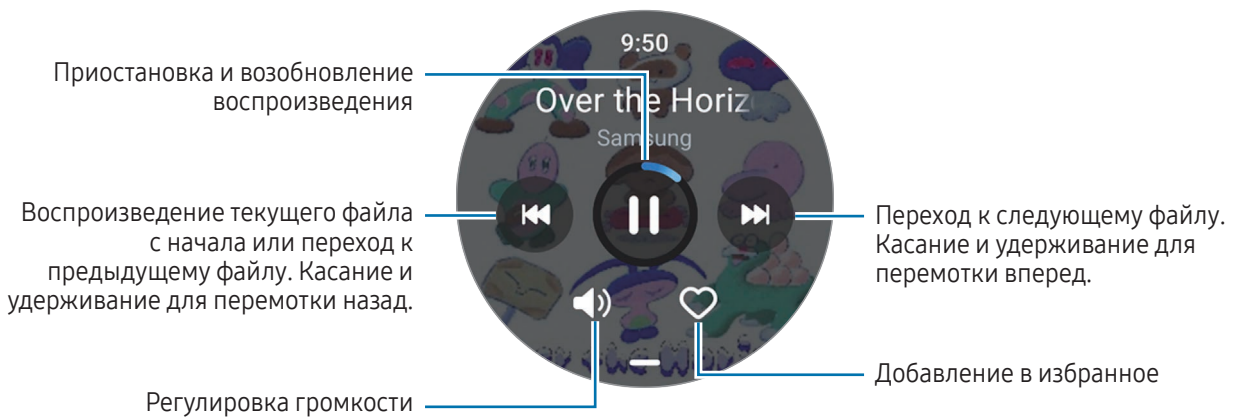 9:50
Приостановка и возобновление
воспроизведения
Over the Horiz
Samsung
Воспроизведение текущего файла
с начала или переход к
предыдущему файлу. Касание и
удерживание для перемотки назад.
Переход к следующему файлу.
Касание и удерживание для
перемотки вперед.
Добавление в избранное
Регулировка громкости